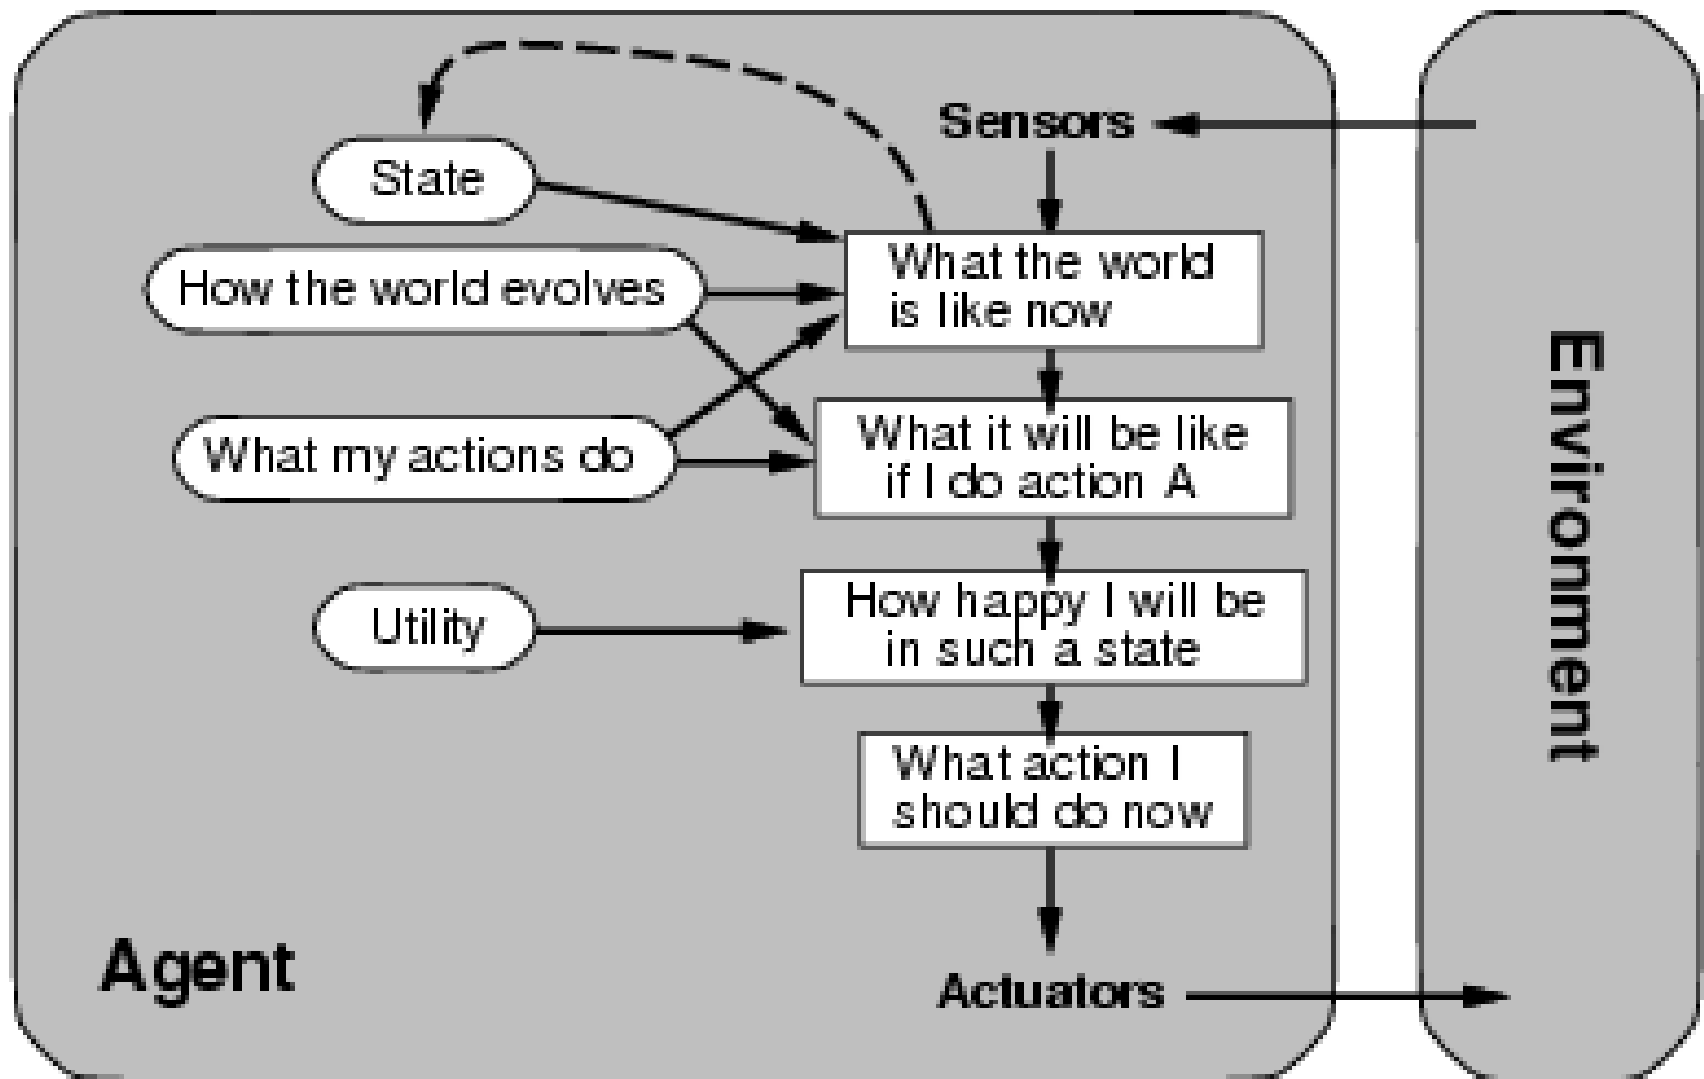 Sensors
State
What the world
is like now
How the world evolves
What it will be like
if I do action A
What my actions do
How happy I will be
in such a state
Utility
What action I
should do now
Environment
Agent
Actuators